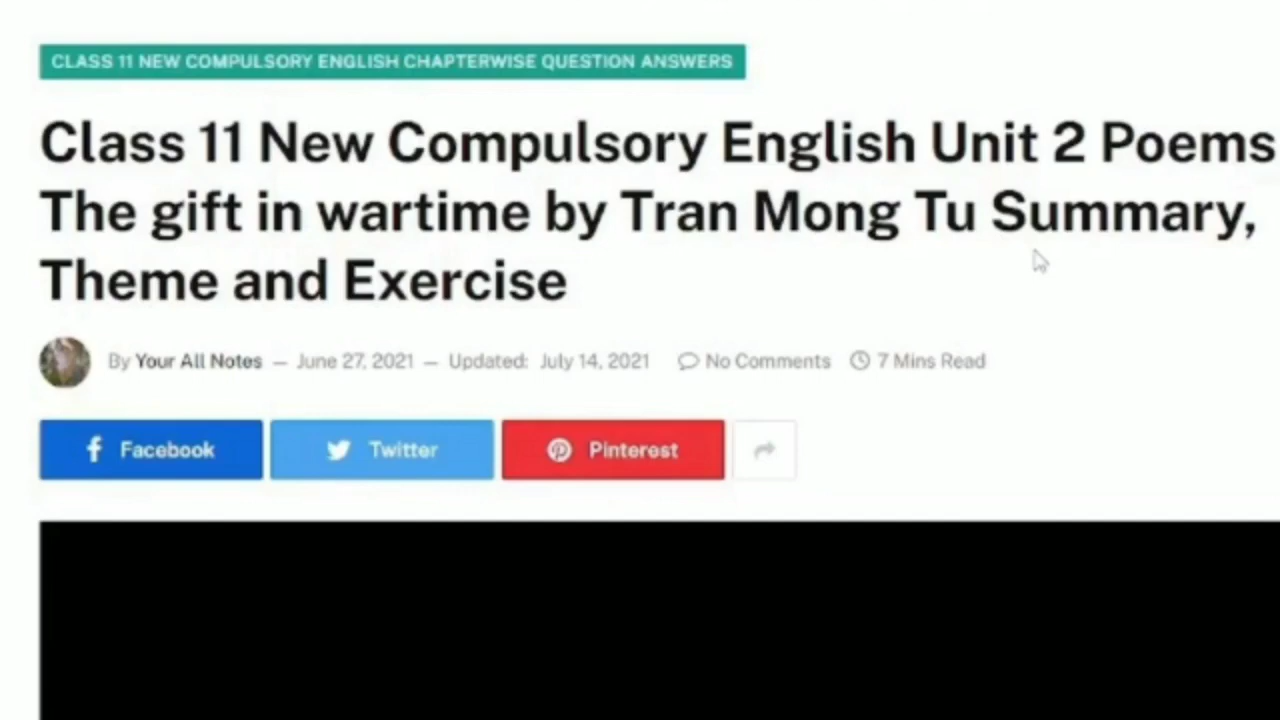 CLASS 11 NEW COMPULSORY ENGLISH CHAPTERWISE QUESTION ANSWERS
Class 11 New Compulsory English Unit 2 Poems
The gift in wartime by Tran Mong Tu Summary,
Theme and Exercise
By Your All Notes — June 27, 2021 — Updated: July 14, 2021 No Comments 7 Mins Read
Facebook Twitter Pinterest